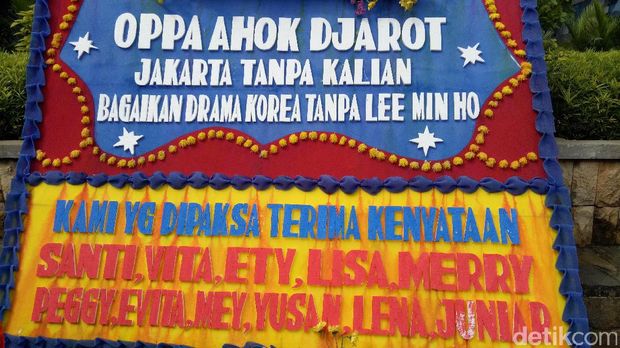 OPPA AHOK DJAROT
JAKARTA TANPA KALIAN
BAGAIKAN DRAMA KOREA TANPA LEE MIN HO
KAMI YG DIPAKSA TERIMA KENYATAAN
SANTI, VITA, ETY, LISA, MERRY
PEGGY, EVITA, MEY, YUSAN, LENA, JUNIAR
detikcom